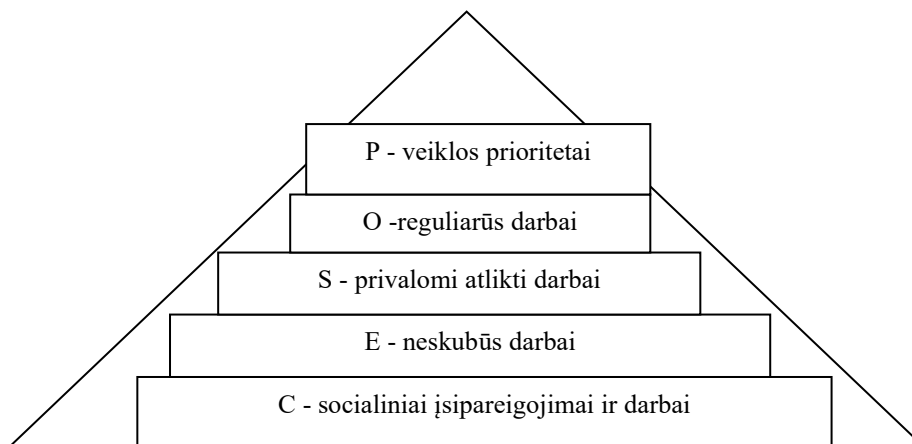 P - veiklos prioritetai
O -reguliarūs darbai
S - privalomi atlikti darbai
E - neskubūs darbai
C - socialiniai įsipareigojimai ir darbai